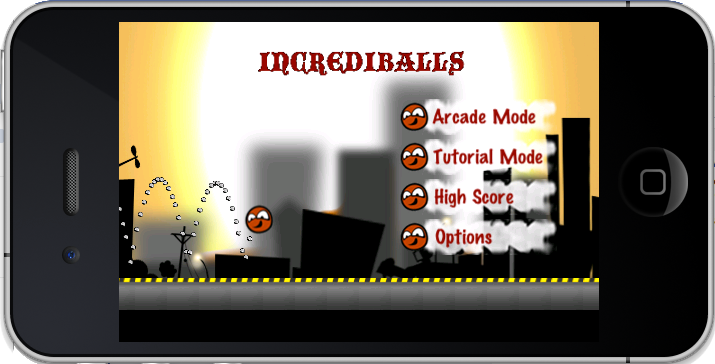 INCREDIBALLS
Arcade Mode
Tutorial Mode
High Score
Options